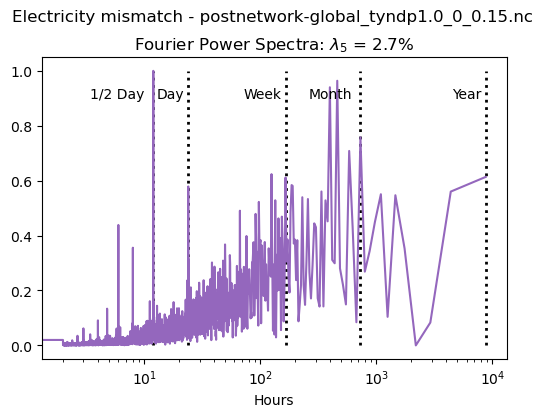 Electricity mismatch - postnetwork-global_tyndp1.0_0_0.15.nc
Fourier Power Spectra: λ₅ = 2.7%
1/2 Day Day Week Month Year
1.0
0.8
0.6
0.4
0.2
0.0
10¹ 10² 10³ 10⁴
Hours